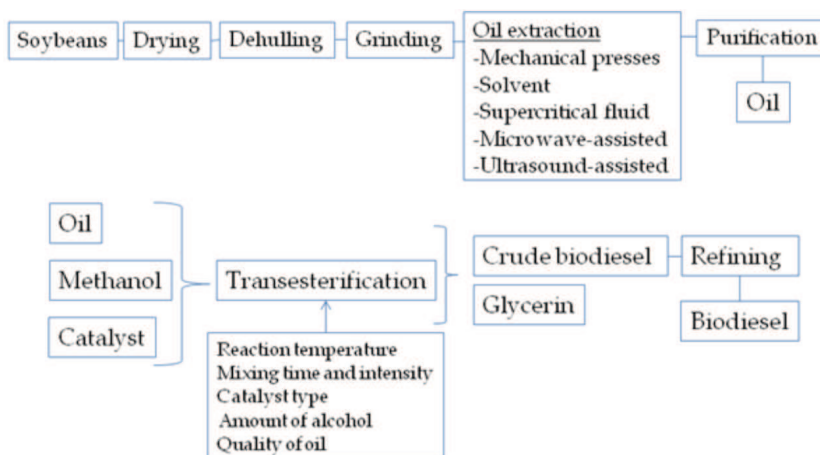 Soybeans
Drying
Dehulling
Grinding
Oil extraction
-Mechanical presses
-Solvent
-Supercritical fluid
-Microwave-assisted
-Ultrasound-assisted
Purification
Oil
Oil
Methanol
Catalyst
Transesterification
Reaction temperature
Mixing time and intensity
Catalyst type
Amount of alcohol
Quality of oil
Crude biodiesel
Glycerin
Refining
Biodiesel